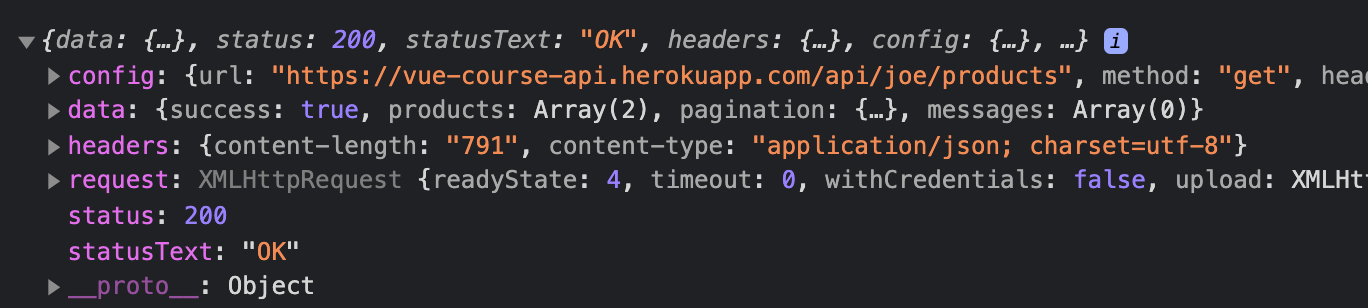 ▼{data: {…}, status: 200, statusText: "OK", headers: {…}, config: {…}, …} i
▶config: {url: "https://vue-course-api.herokuapp.com/api/joe/products", method: "get", head
▶data: {success: true, products: Array(2), pagination: {…}, messages: Array(0)}
▶headers: {content-length: "791", content-type: "application/json; charset=utf-8"}
▶request: XMLHttpRequest {readyState: 4, timeout: 0, withCredentials: false, upload: XMLHtt
status: 200
statusText: "OK"
▶__proto__: Object